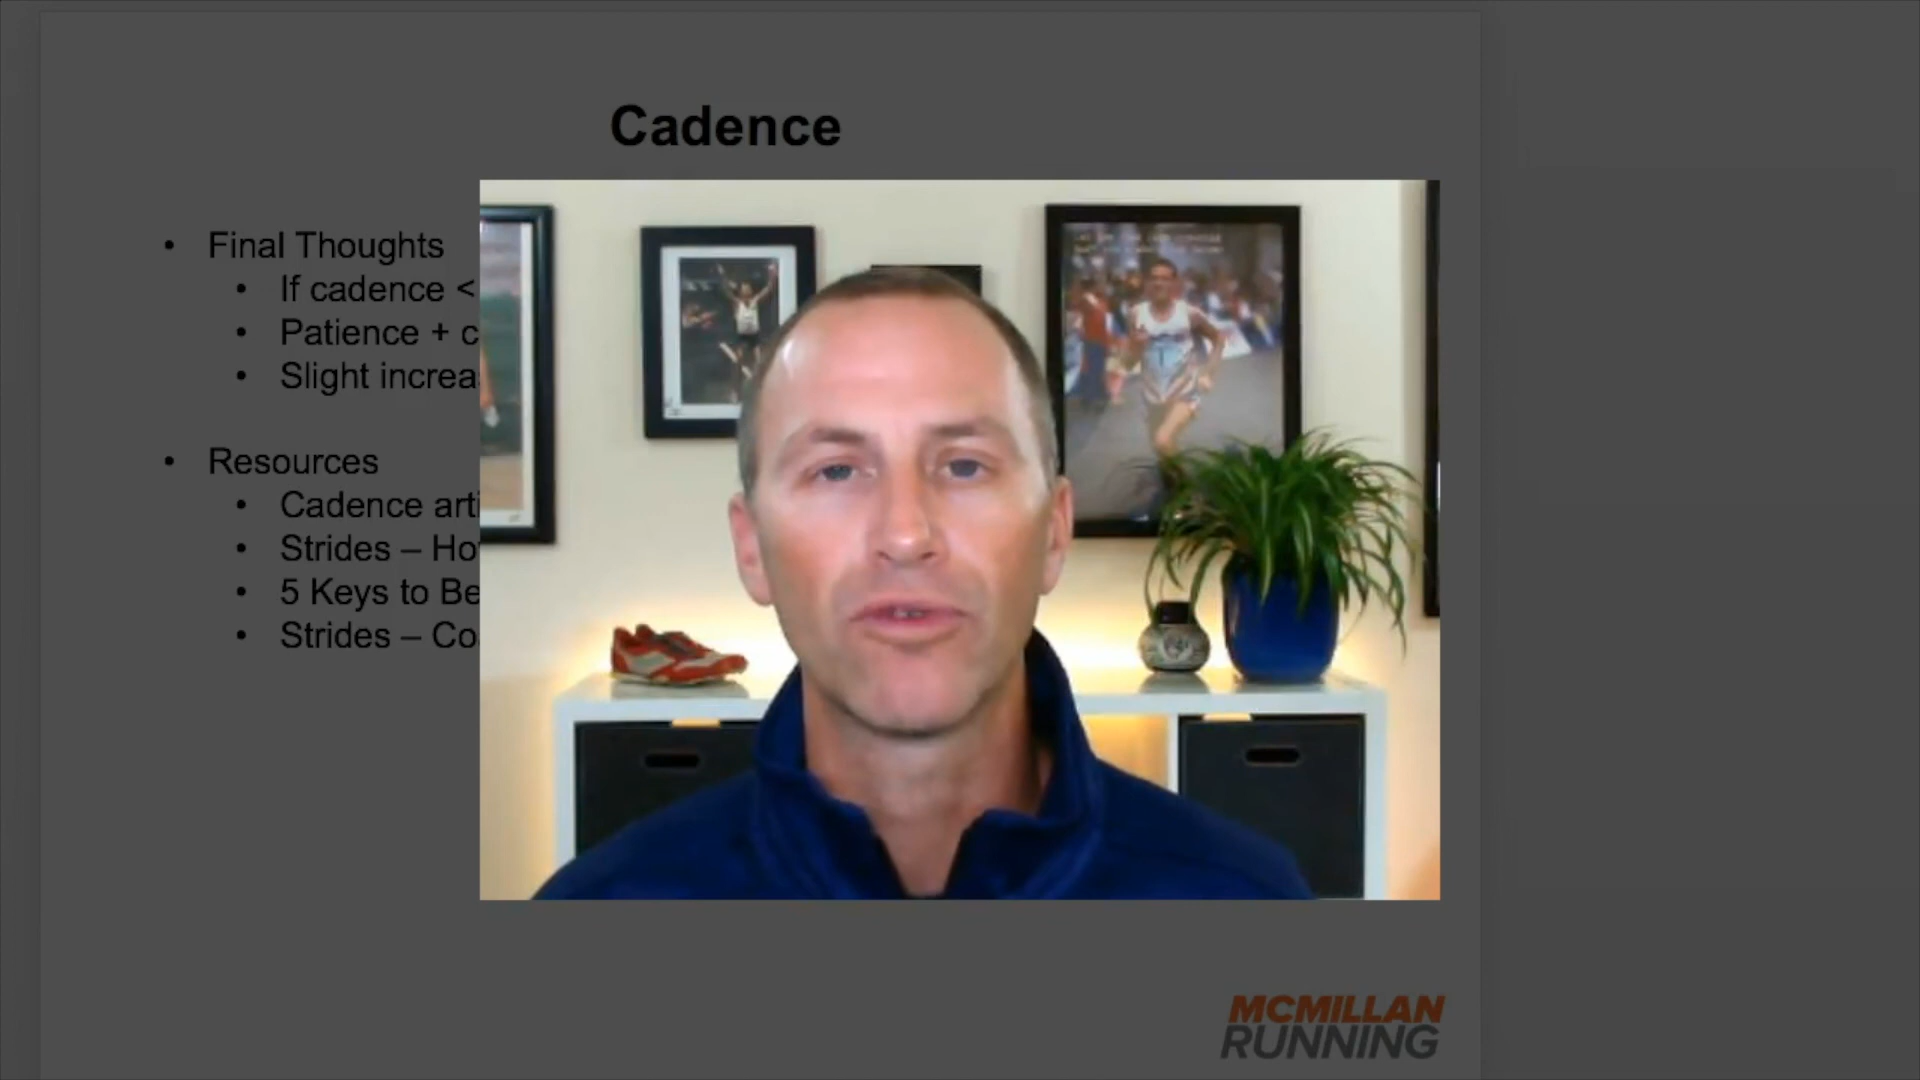 Cadence
• Final Thoughts
• If cadence <
• Patience + c
• Slight increa
• Resources
• Cadence arti
• Strides – Ho
• 5 Keys to Be
• Strides – Co
MCMILLAN
RUNNING